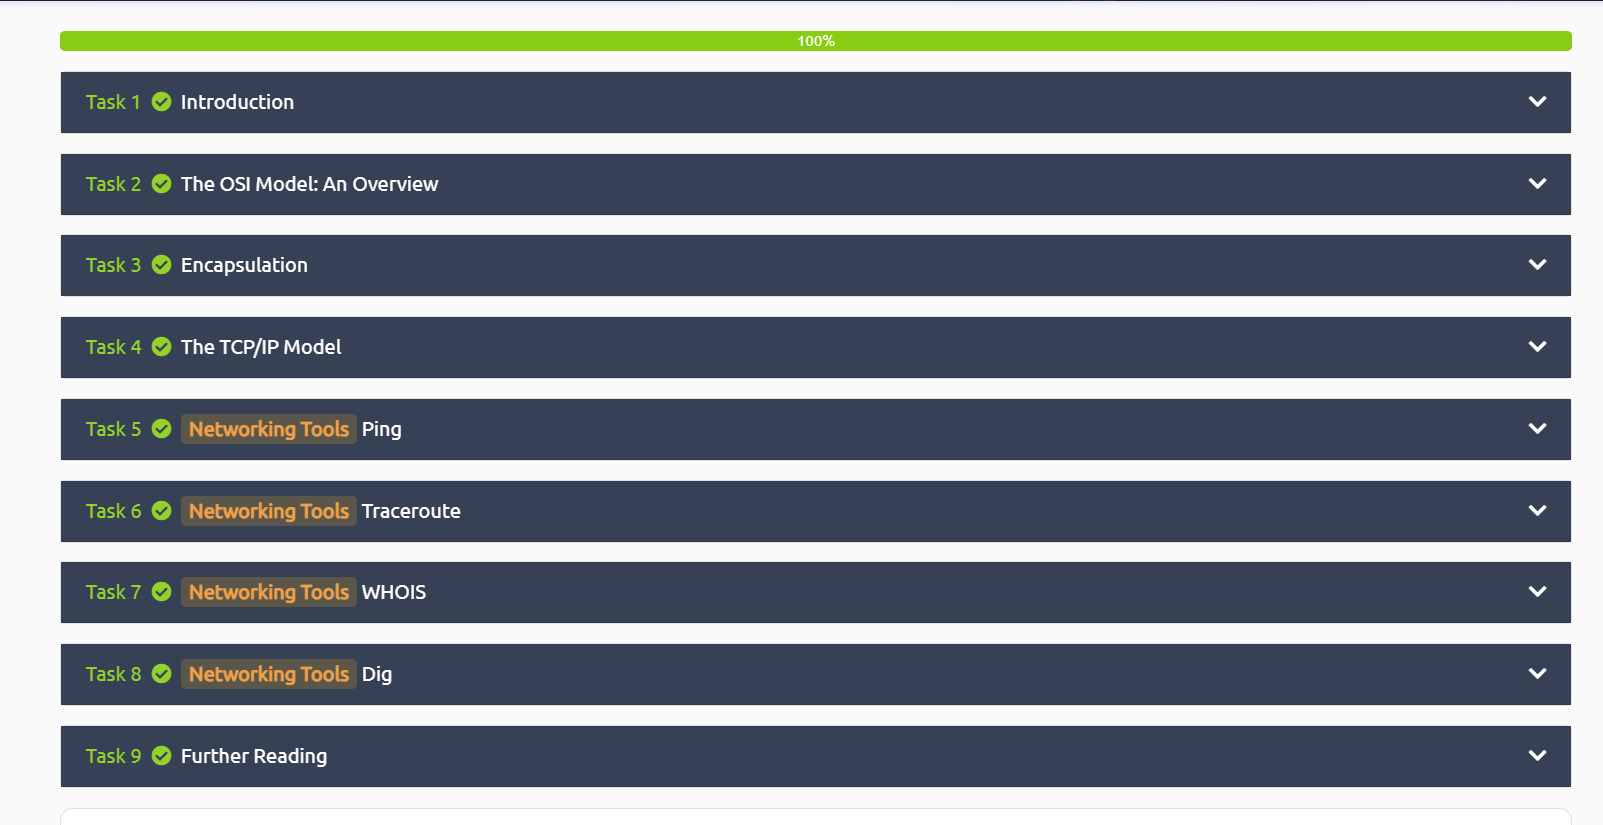 100%
Task 1 Introduction
Task 2 The OSI Model: An Overview
Task 3 Encapsulation
Task 4 The TCP/IP Model
Task 5 Networking Tools Ping
Task 6 Networking Tools Traceroute
Task 7 Networking Tools WHOIS
Task 8 Networking Tools Dig
Task 9 Further Reading